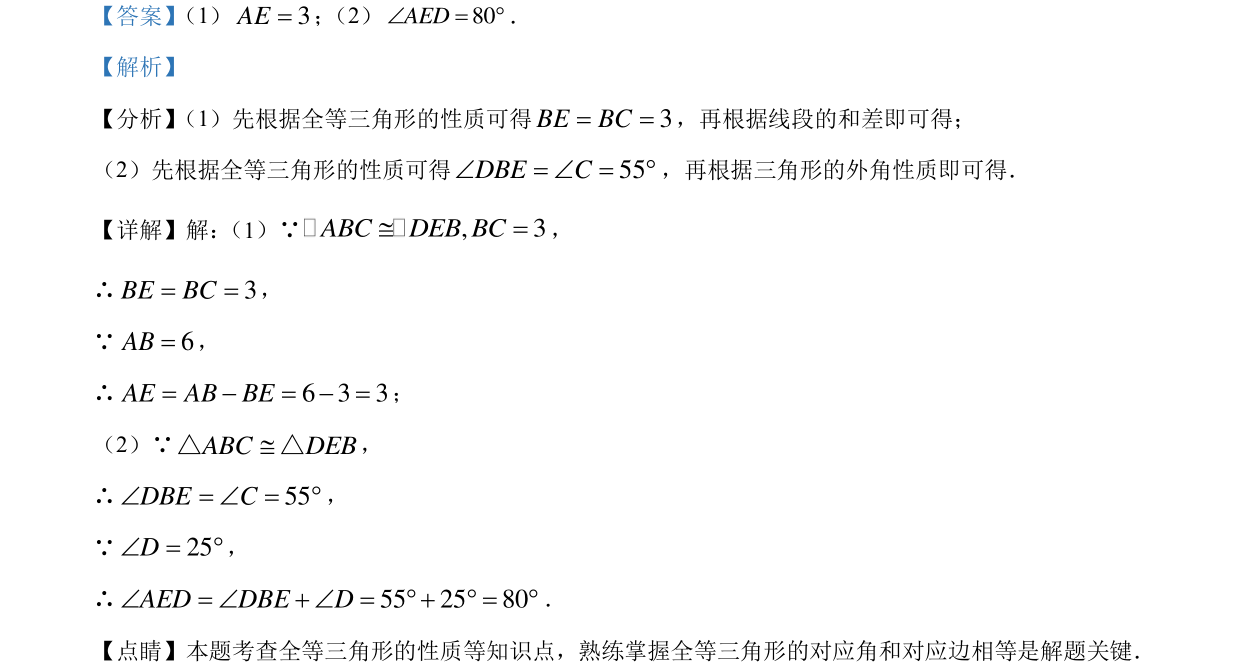 【答案】（1） AE = 3；（2） ∠AED = 80°．
【解析】
【分析】（1）先根据全等三角形的性质可得 BE = BC = 3，再根据线段的和差即可得；
（2）先根据全等三角形的性质可得 ∠DBE = ∠C = 55°，再根据三角形的外角性质即可得．
【详解】解：（1）∵ □ ABC ≅ □ DEB, BC = 3，
∴ BE = BC = 3，
∵ AB = 6，
∴ AE = AB − BE = 6 − 3 = 3；
（2）∵ △ABC ≅ △DEB，
∴ ∠DBE = ∠C = 55°，
∵ ∠D = 25°，
∴ ∠AED = ∠DBE + ∠D = 55° + 25° = 80°．
【点睛】本题考查全等三角形的性质等知识点，熟练掌握全等三角形的对应角和对应边相等是解题关键．